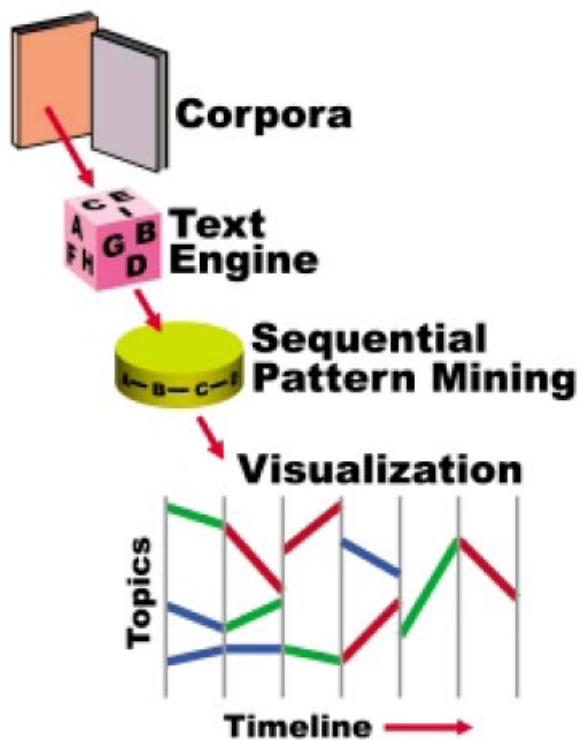 Corpora
C E
I
A
F H
G B
D
Text
Engine
Sequential
Pattern Mining
A—B—C—D
Visualization
Topics
Timeline